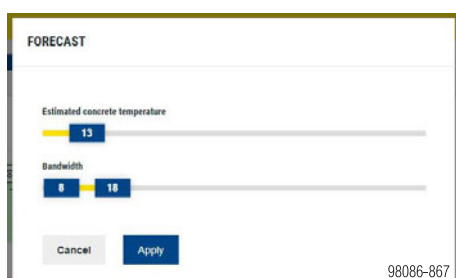 FORECAST
Estimated concrete temperature
13
Bandwidth
8 18
Cancel Apply
98086-867